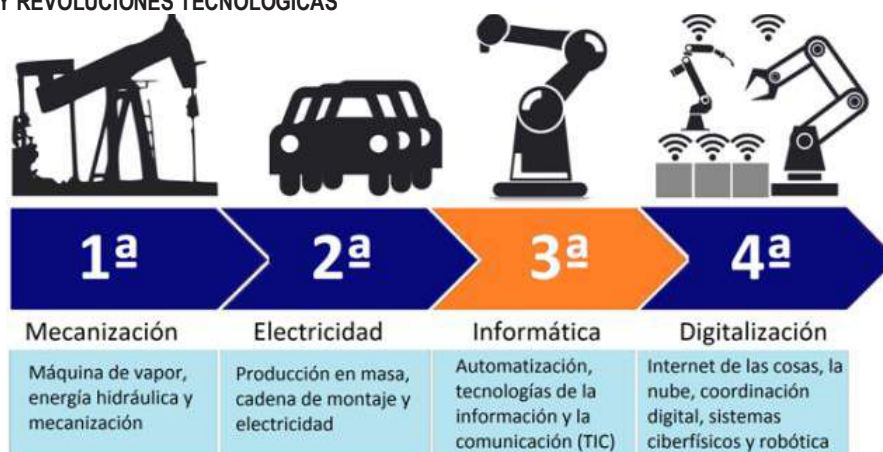 Y REVOLUCIONES TECNOLÓGICAS
1ª
2ª
3ª
4ª
Mecanización
Electricidad
Informática
Digitalización
Máquina de vapor,
energía hidráulica y
mecanización
Producción en masa,
cadena de montaje y
electricidad
Automatización,
tecnologías de la
información y la
comunicación (TIC)
Internet de las cosas, la
nube, coordinación
digital, sistemas
ciberfísicos y robótica